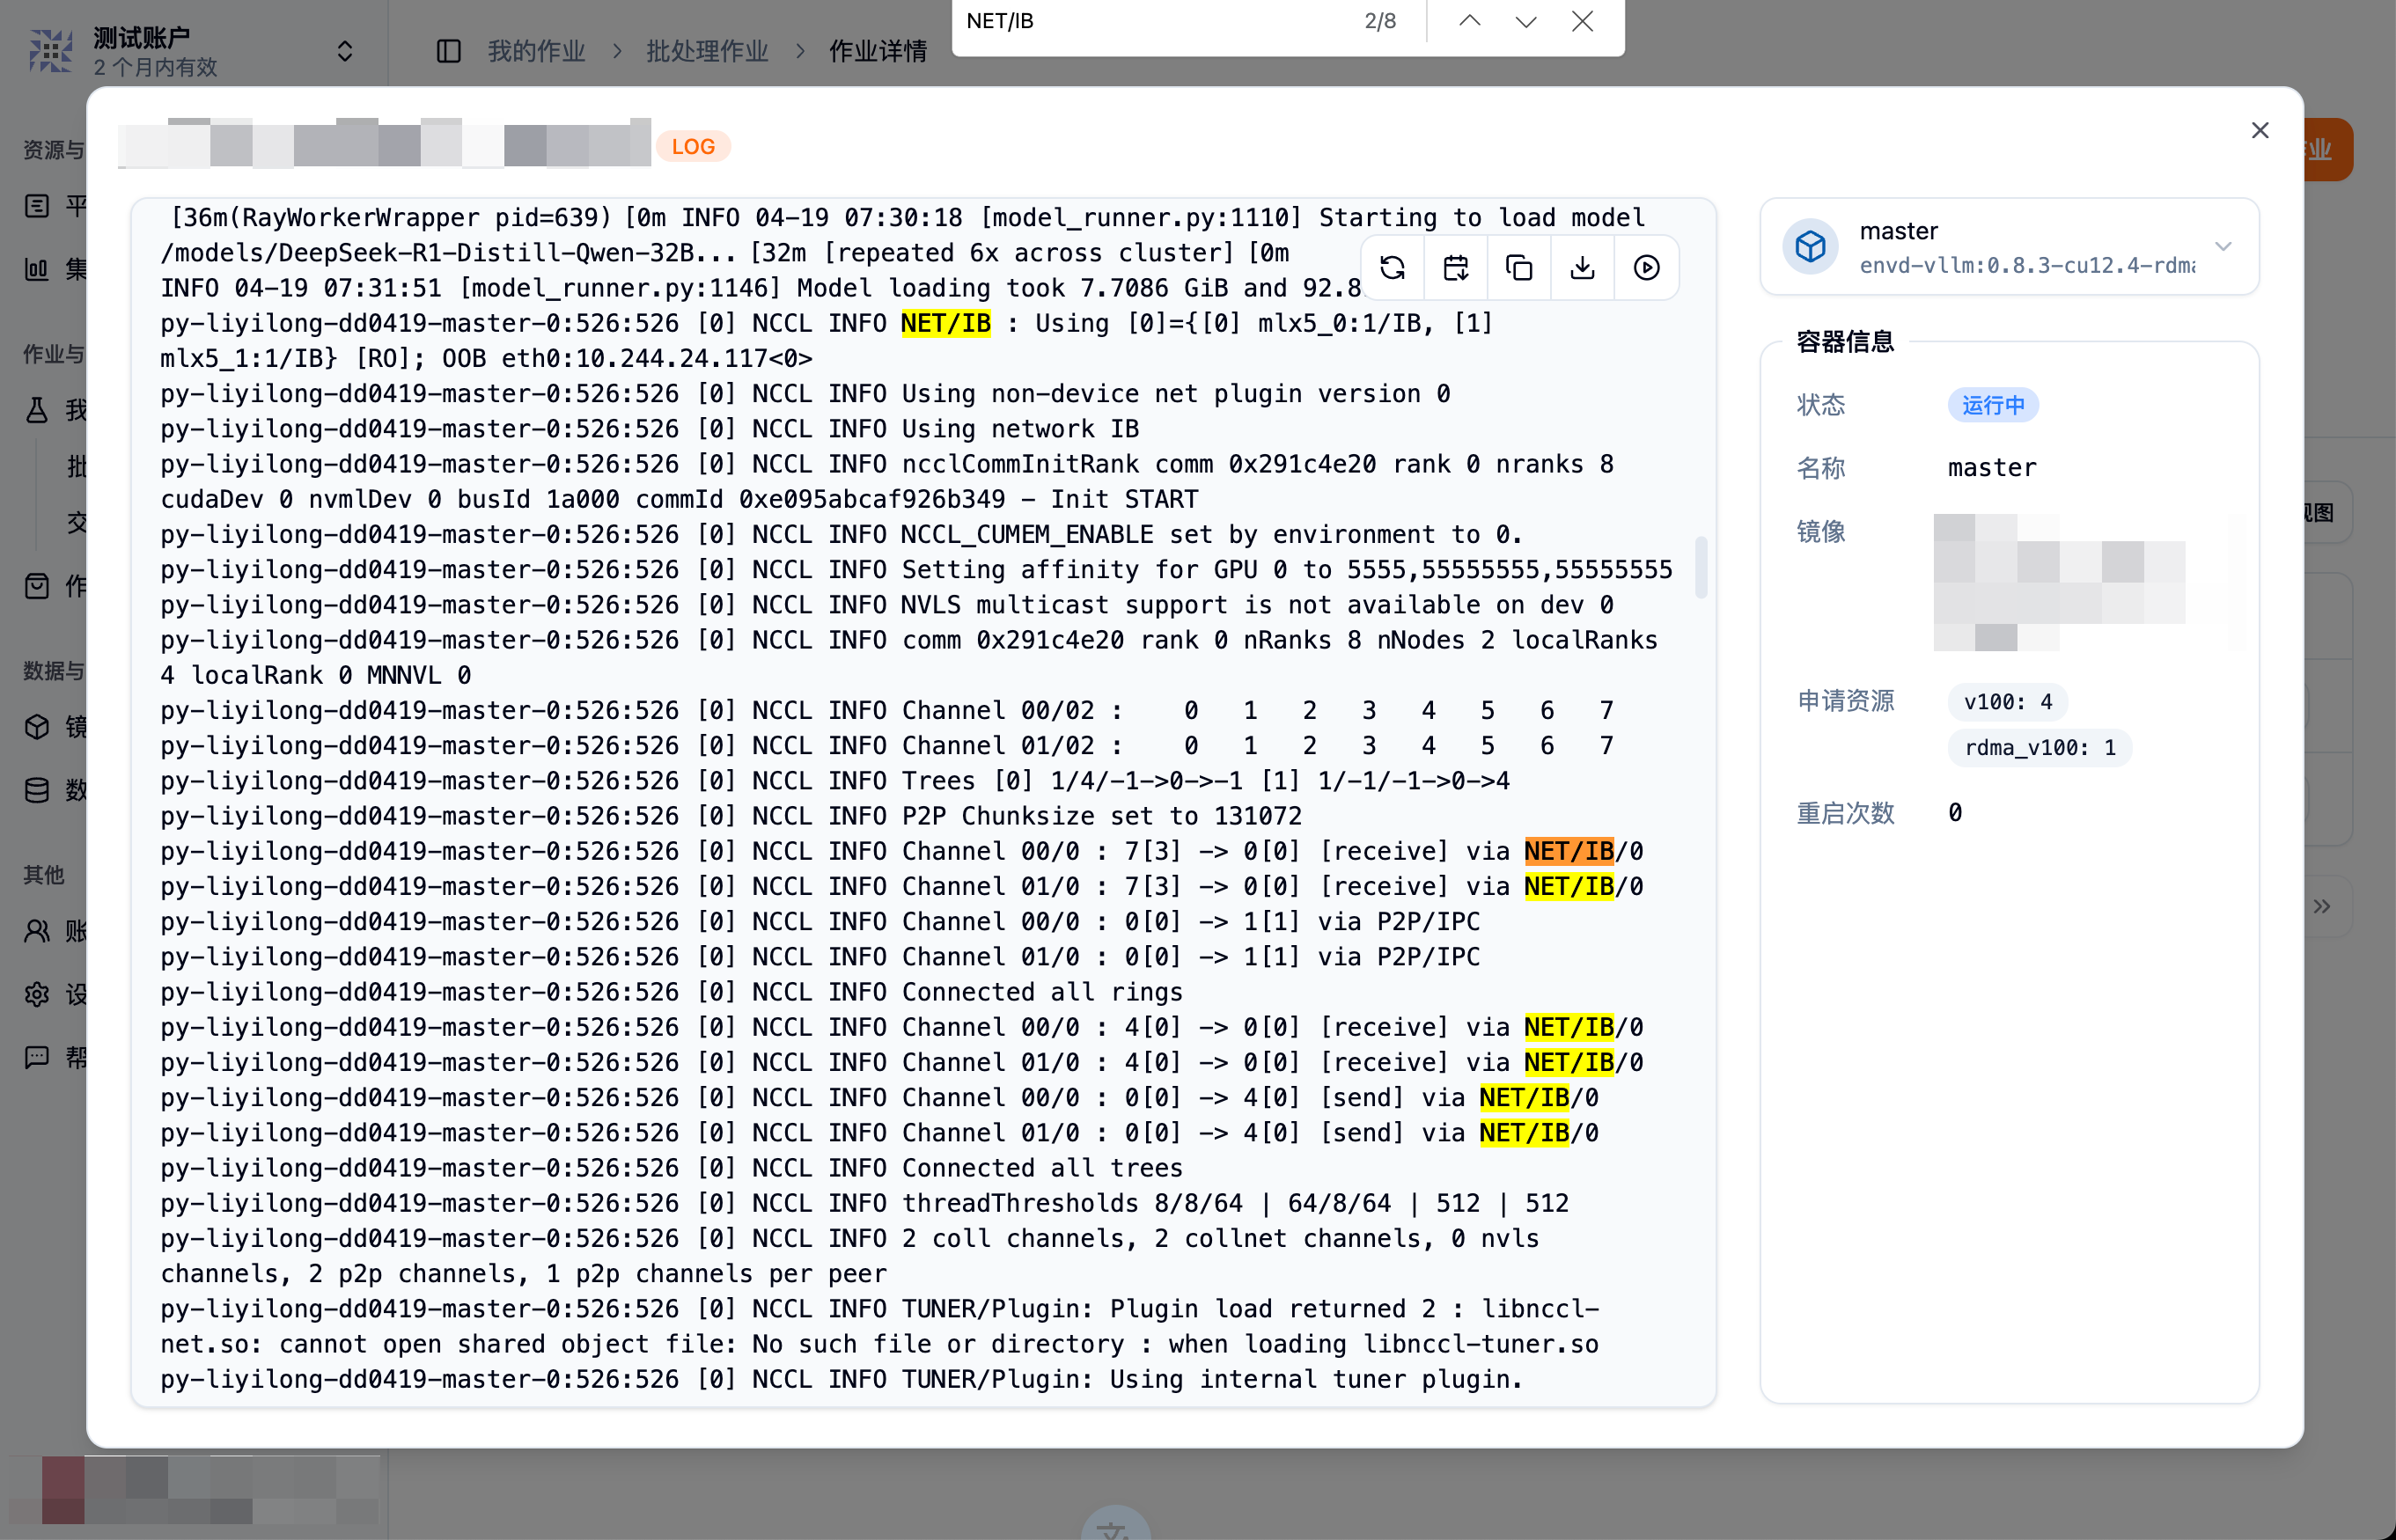 NET/IB
2/8
测试账户
2 个月内有效
我的作业
批处理作业
作业详情
资源与
平
集
作业与
我
批
交
作
数据与
镜
数
其他
账
设
帮
LOG
[36m(RayWorkerWrapper pid=639) [0m INFO 04-19 07:30:18 [model_runner.py:1110] Starting to load model
/models/DeepSeek-R1-Distill-Qwen-32B... [32m [repeated 6x across cluster] [0m
INFO 04-19 07:31:51 [model_runner.py:1146] Model loading took 7.7086 GiB and 92.8
py-liyilong-dd0419-master-0:526:526 [0] NCCL INFO NET/IB : Using [0]={[0] mlx5_0:1/IB, [1]
mlx5_1:1/IB} [RO]; OOB eth0:10.244.24.117<0>
py-liyilong-dd0419-master-0:526:526 [0] NCCL INFO Using non-device net plugin version 0
py-liyilong-dd0419-master-0:526:526 [0] NCCL INFO Using network IB
py-liyilong-dd0419-master-0:526:526 [0] NCCL INFO ncclCommInitRank comm 0x291c4e20 rank 0 nranks 8
cudaDev 0 nvmlDev 0 busId 1a000 commId 0xe095abcaf926b349 - Init START
py-liyilong-dd0419-master-0:526:526 [0] NCCL INFO NCCL_CUMEM_ENABLE set by environment to 0.
py-liyilong-dd0419-master-0:526:526 [0] NCCL INFO Setting affinity for GPU 0 to 5555,55555555,55555555
py-liyilong-dd0419-master-0:526:526 [0] NCCL INFO NVLS multicast support is not available on dev 0
py-liyilong-dd0419-master-0:526:526 [0] NCCL INFO comm 0x291c4e20 rank 0 nRanks 8 nNodes 2 localRanks
4 localRank 0 MNNVL 0
py-liyilong-dd0419-master-0:526:526 [0] NCCL INFO Channel 00/02 :    0   1   2   3   4   5   6   7
py-liyilong-dd0419-master-0:526:526 [0] NCCL INFO Channel 01/02 :    0   1   2   3   4   5   6   7
py-liyilong-dd0419-master-0:526:526 [0] NCCL INFO Trees [0] 1/4/-1->0->-1 [1] 1/-1/-1->0->4
py-liyilong-dd0419-master-0:526:526 [0] NCCL INFO P2P Chunksize set to 131072
py-liyilong-dd0419-master-0:526:526 [0] NCCL INFO Channel 00/0 : 7[3] -> 0[0] [receive] via NET/IB/0
py-liyilong-dd0419-master-0:526:526 [0] NCCL INFO Channel 01/0 : 7[3] -> 0[0] [receive] via NET/IB/0
py-liyilong-dd0419-master-0:526:526 [0] NCCL INFO Channel 00/0 : 0[0] -> 1[1] via P2P/IPC
py-liyilong-dd0419-master-0:526:526 [0] NCCL INFO Channel 01/0 : 0[0] -> 1[1] via P2P/IPC
py-liyilong-dd0419-master-0:526:526 [0] NCCL INFO Connected all rings
py-liyilong-dd0419-master-0:526:526 [0] NCCL INFO Channel 00/0 : 4[0] -> 0[0] [receive] via NET/IB/0
py-liyilong-dd0419-master-0:526:526 [0] NCCL INFO Channel 01/0 : 4[0] -> 0[0] [receive] via NET/IB/0
py-liyilong-dd0419-master-0:526:526 [0] NCCL INFO Channel 00/0 : 0[0] -> 4[0] [send] via NET/IB/0
py-liyilong-dd0419-master-0:526:526 [0] NCCL INFO Channel 01/0 : 0[0] -> 4[0] [send] via NET/IB/0
py-liyilong-dd0419-master-0:526:526 [0] NCCL INFO Connected all trees
py-liyilong-dd0419-master-0:526:526 [0] NCCL INFO threadThresholds 8/8/64 | 64/8/64 | 512 | 512
py-liyilong-dd0419-master-0:526:526 [0] NCCL INFO 2 coll channels, 2 collnet channels, 0 nvls
channels, 2 p2p channels, 1 p2p channels per peer
py-liyilong-dd0419-master-0:526:526 [0] NCCL INFO TUNER/Plugin: Plugin load returned 2 : libnccl-
net.so: cannot open shared object file: No such file or directory : when loading libnccl-tuner.so
py-liyilong-dd0419-master-0:526:526 [0] NCCL INFO TUNER/Plugin: Using internal tuner plugin.
master
envd-vllm:0.8.3-cu12.4-rdma
容器信息
状态
运行中
名称
master
镜像
申请资源
v100: 4
rdma_v100: 1
重启次数
0
业
视图